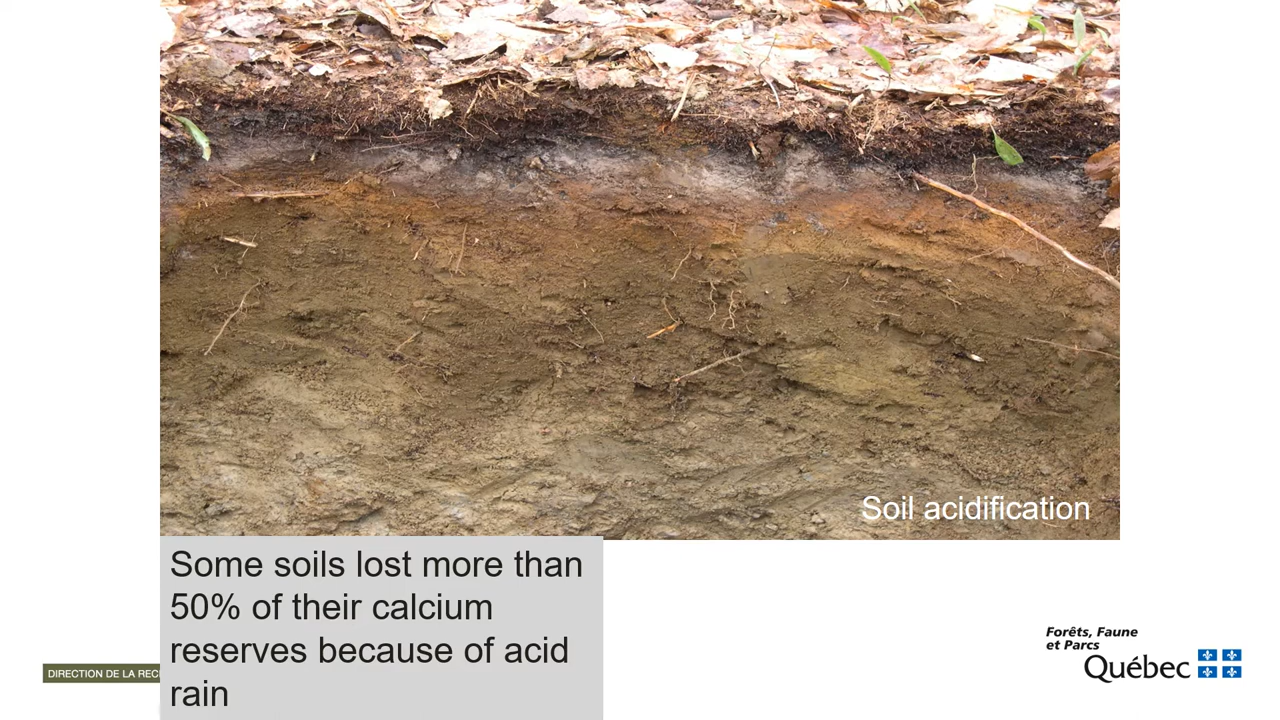 Soil acidification
Some soils lost more than
50% of their calcium
reserves because of acid
rain
DIRECTION DE LA
Forêts, Faune
et Parcs
Québec